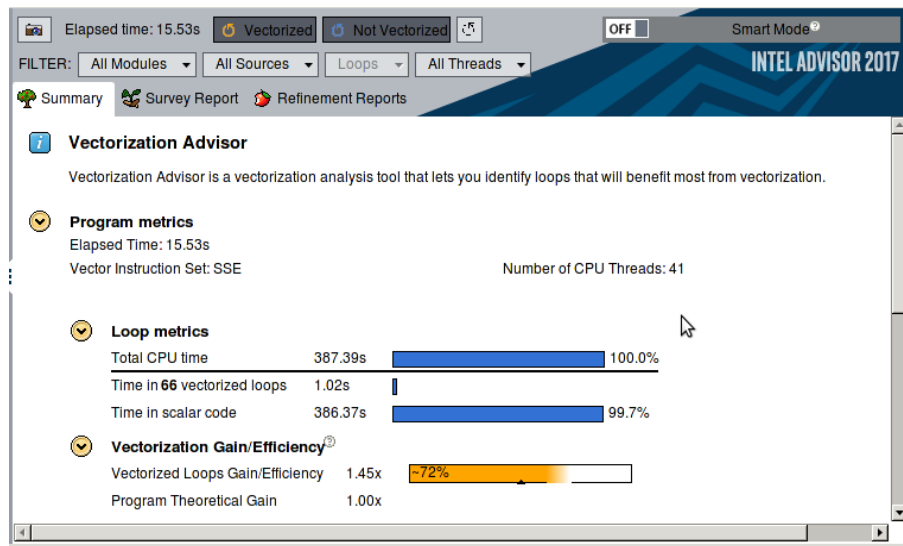 Elapsed time: 15.53s Vectorized Not Vectorized OFF Smart Mode?
FILTER: All Modules All Sources Loops All Threads INTEL ADVISOR 2017
Summary Survey Report Refinement Reports
i Vectorization Advisor
Vectorization Advisor is a vectorization analysis tool that lets you identify loops that will benefit most from vectorization.
Program metrics
Elapsed Time: 15.53s
Vector Instruction Set: SSE Number of CPU Threads: 41
Loop metrics
Total CPU time 387.39s 100.0%
Time in 66 vectorized loops 1.02s
Time in scalar code 386.37s 99.7%
Vectorization Gain/Efficiency?
Vectorized Loops Gain/Efficiency 1.45x ~72%
Program Theoretical Gain 1.00x